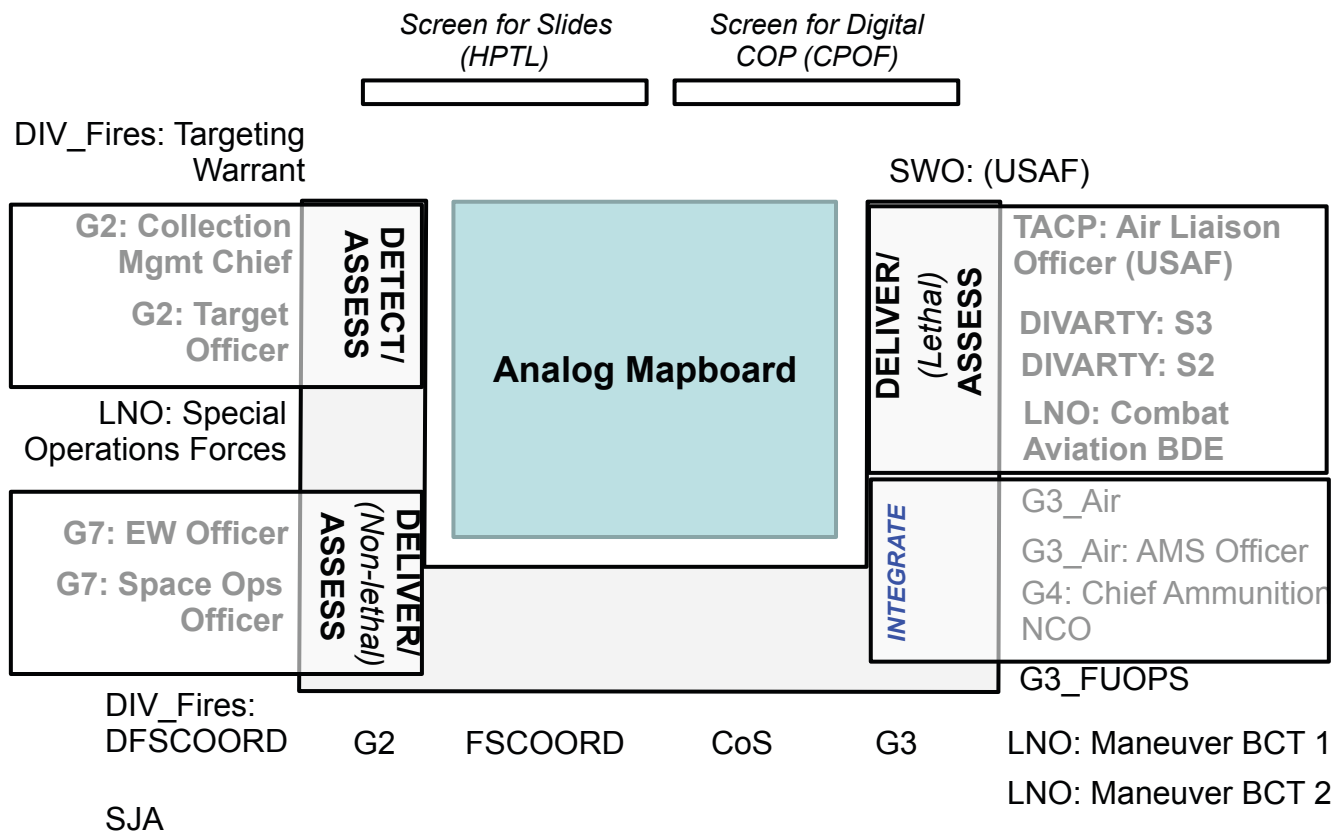 Screen for Slides
(HPTL)
Screen for Digital
COP (CPOF)
DIV_Fires: Targeting
Warrant
SWO: (USAF)
G2: Collection
Mgmt Chief
G2: Target
Officer
DETECT/
ASSESS
Analog Mapboard
DELIVER/
(Lethal)
ASSESS
TACP: Air Liaison
Officer (USAF)
DIVARTY: S3
DIVARTY: S2
LNO: Combat
Aviation BDE
LNO: Special
Operations Forces
G7: EW Officer
G7: Space Ops
Officer
DELIVER/
(Non-lethal)
ASSESS
INTEGRATE
G3_Air
G3_Air: AMS Officer
G4: Chief Ammunition
NCO
G3_FUOPS
DIV_Fires:
DFSCOORD
G2
FSCOORD
CoS
G3
LNO: Maneuver BCT 1
LNO: Maneuver BCT 2
SJA